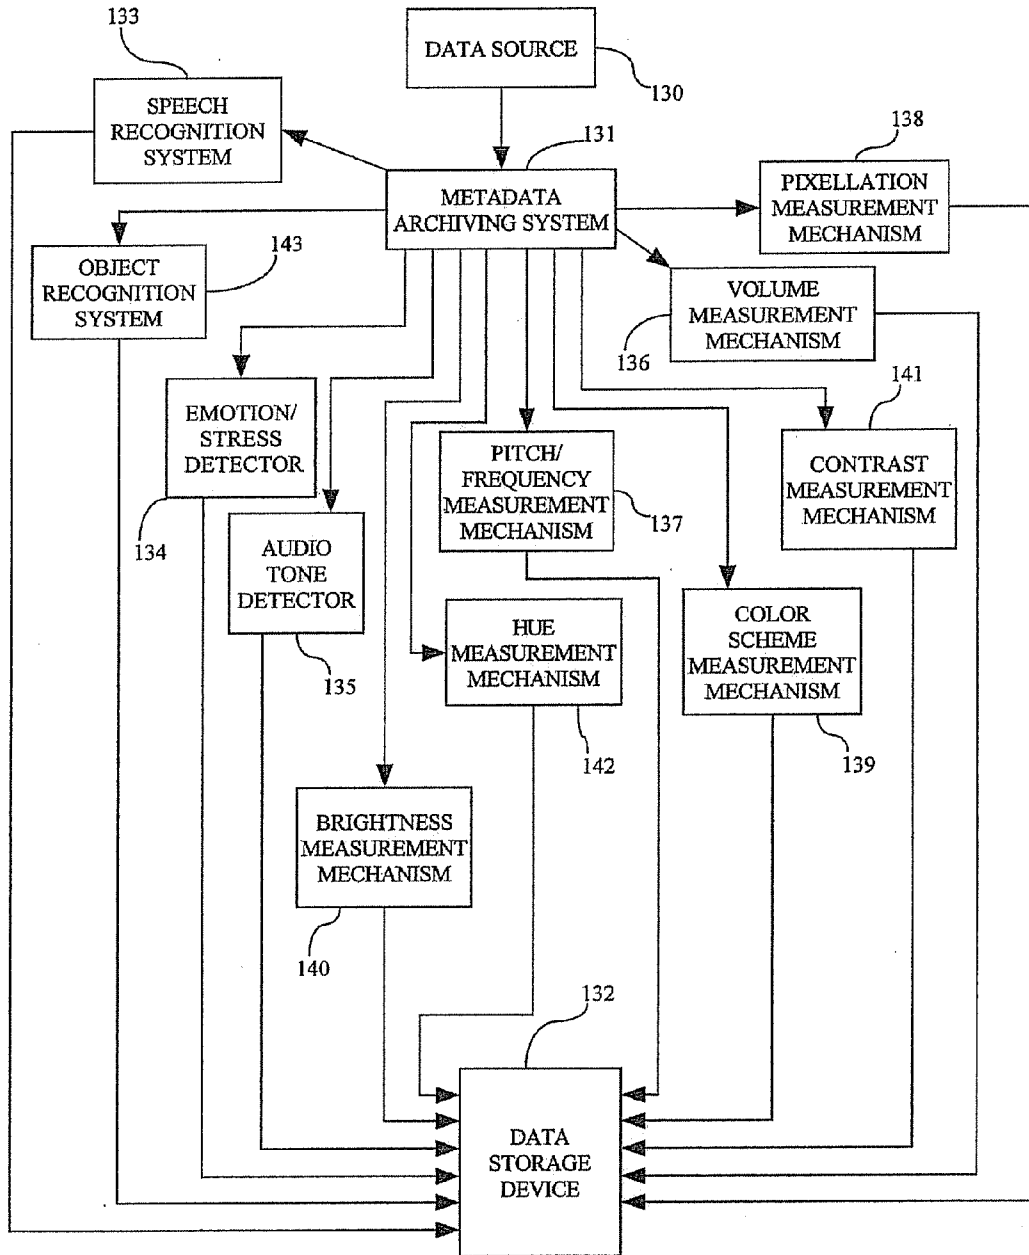 133
DATA SOURCE
130
SPEECH
RECOGNITION
SYSTEM
131
138
METADATA
ARCHIVING SYSTEM
PIXELLATION
MEASUREMENT
MECHANISM
OBJECT
RECOGNITION
SYSTEM
143
VOLUME
MEASUREMENT
MECHANISM
136
141
EMOTION/
STRESS
DETECTOR
134
PITCH/
FREQUENCY
MEASUREMENT
MECHANISM
137
CONTRAST
MEASUREMENT
MECHANISM
AUDIO
TONE
DETECTOR
135
HUE
MEASUREMENT
MECHANISM
142
COLOR
SCHEME
MEASUREMENT
MECHANISM
139
BRIGHTNESS
MEASUREMENT
MECHANISM
140
132
DATA
STORAGE
DEVICE